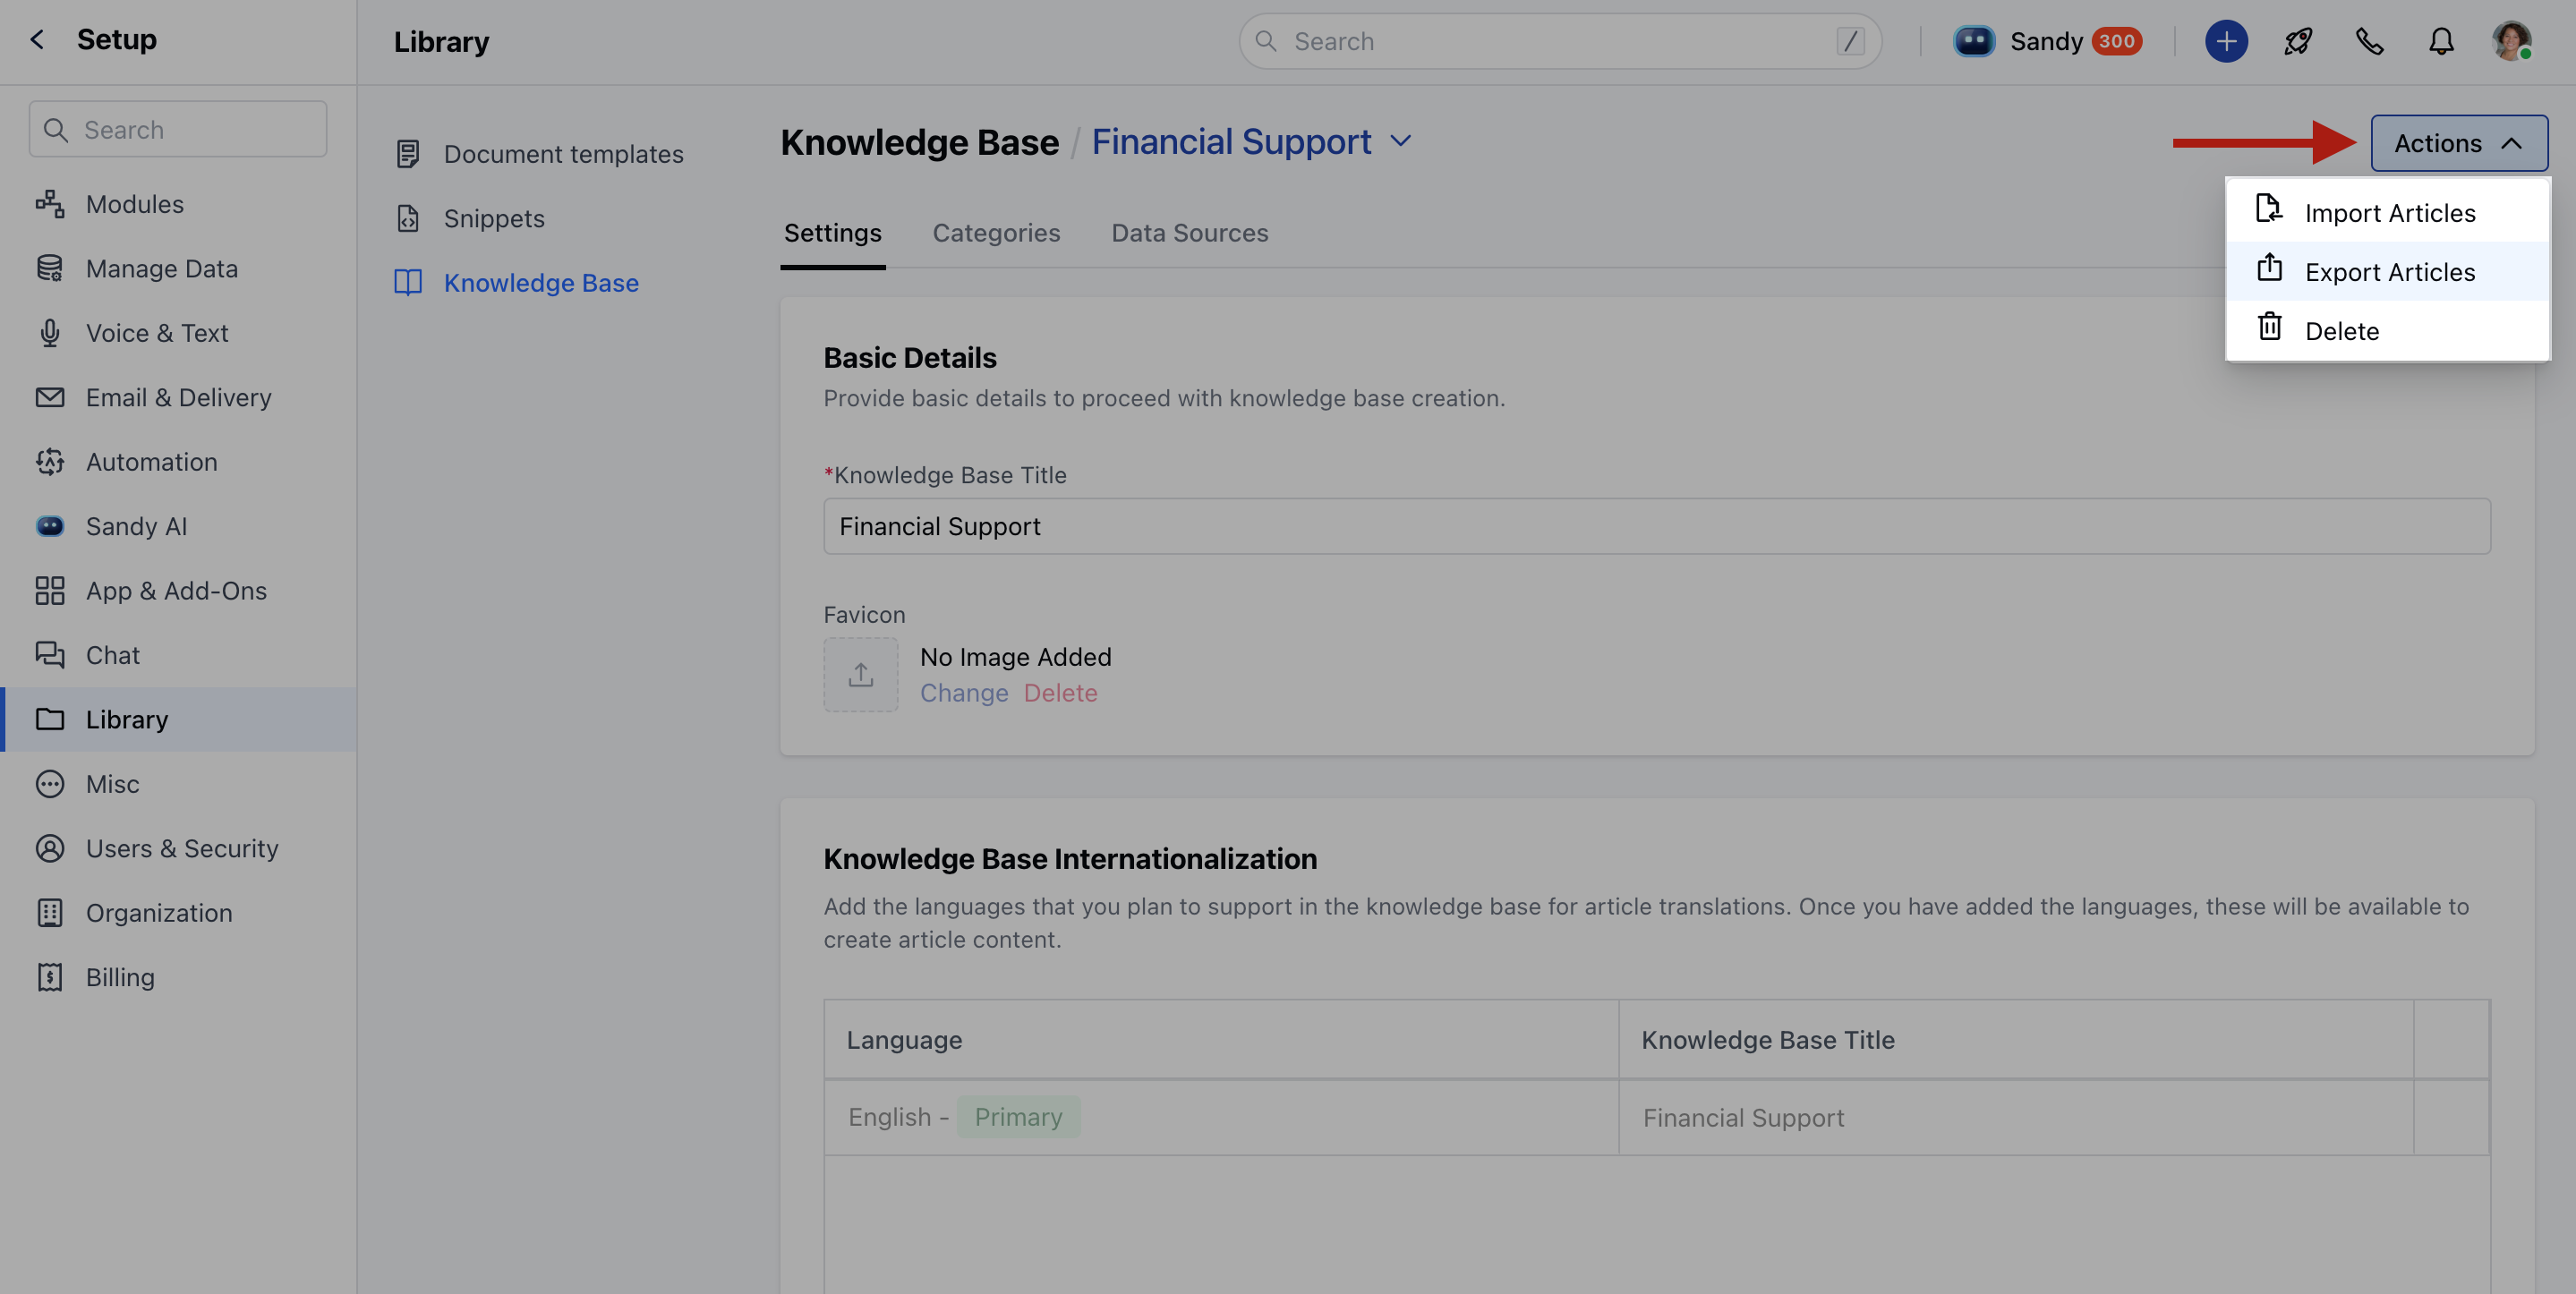 Setup
Library
Search
/
Sandy 300
Search
Modules
Manage Data
Voice & Text
Email & Delivery
Automation
Sandy AI
App & Add-Ons
Chat
Library
Misc
Users & Security
Organization
Billing
Document templates
Snippets
Knowledge Base
Knowledge Base / Financial Support
Actions
Import Articles
Export Articles
Delete
Settings
Categories
Data Sources
Basic Details
Provide basic details to proceed with knowledge base creation.
*Knowledge Base Title
Financial Support
Favicon
No Image Added
Change Delete
Knowledge Base Internationalization
Add the languages that you plan to support in the knowledge base for article translations. Once you have added the languages, these will be available to
create article content.
Language
Knowledge Base Title
English - Primary
Financial Support